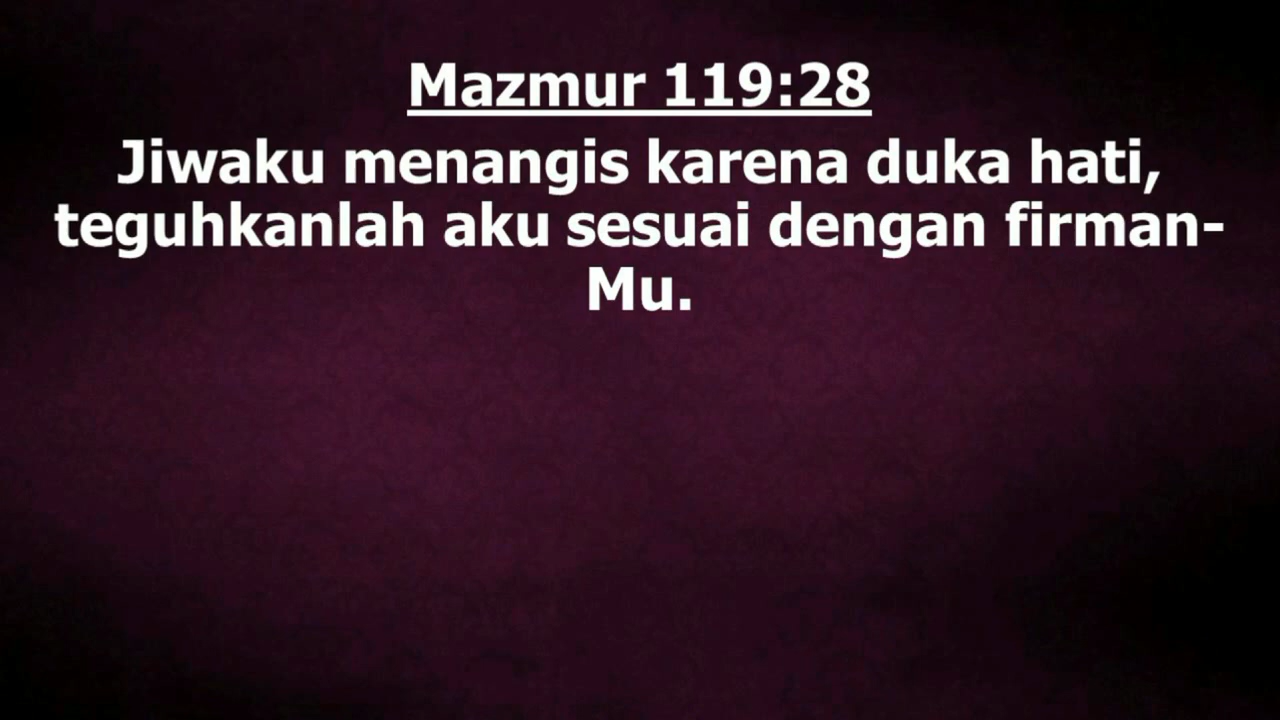 Mazmur 119:28
Jiwaku menangis karena duka hati,
teguhkanlah aku sesuai dengan firman-
Mu.